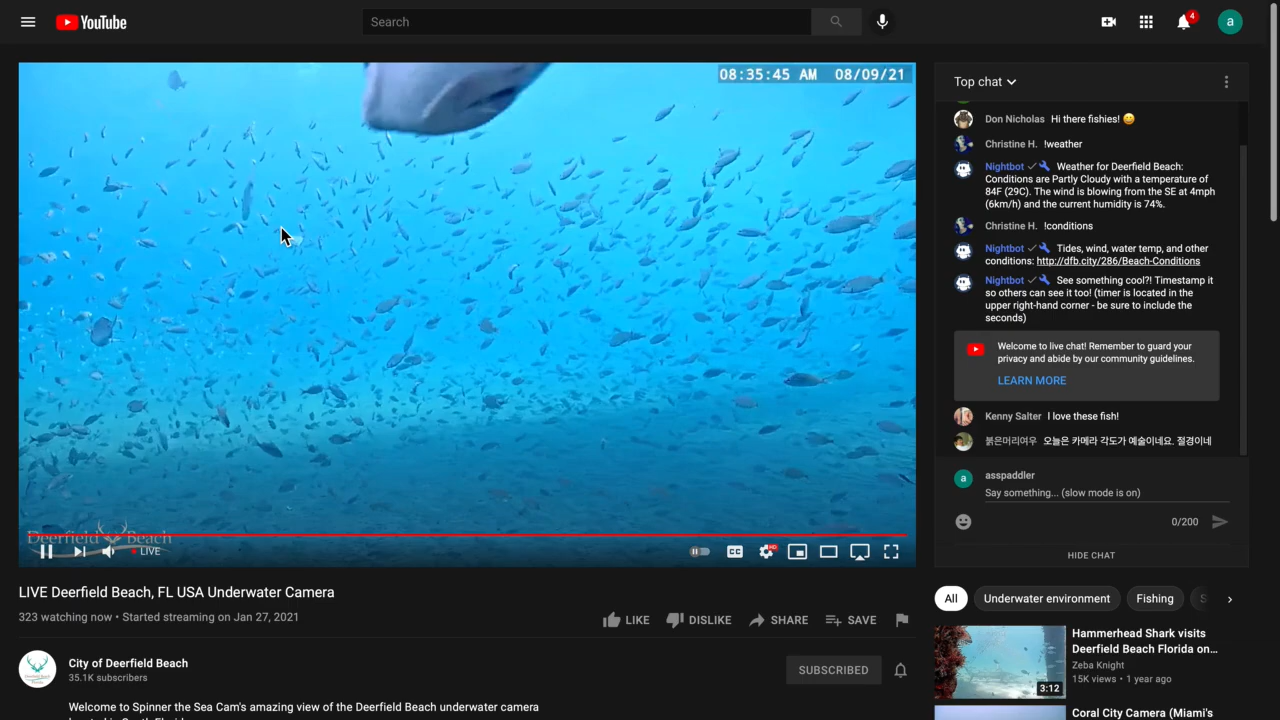 YouTube
Search
4
a
08:35:45 AM 08/09/21
Deerfield Beach
LIVE
CC
HD
LIVE Deerfield Beach, FL USA Underwater Camera
323 watching now • Started streaming on Jan 27, 2021
LIKE
DISLIKE
SHARE
SAVE
City of Deerfield Beach
35.1K subscribers
SUBSCRIBED
Welcome to Spinner the Sea Cam's amazing view of the Deerfield Beach underwater camera
Top chat
Don Nicholas Hi there fishies! 😀
Christine H. !weather
Nightbot Weather for Deerfield Beach:
Conditions are Partly Cloudy with a temperature of
84F (29C). The wind is blowing from the SE at 4mph
(6km/h) and the current humidity is 74%.
Christine H. !conditions
Nightbot Tides, wind, water temp, and other
conditions: http://dfb.city/286/Beach-Conditions
Nightbot See something cool?! Timestamp it
so others can see it too! (timer is located in the
upper right-hand corner - be sure to include the
seconds)
Welcome to live chat! Remember to guard your
privacy and abide by our community guidelines.
LEARN MORE
Kenny Salter I love these fish!
붉은머리여우 오늘은 카메라 각도가 예술이네요. 절경이네
a
asspaddler
Say something... (slow mode is on)
0/200
HIDE CHAT
All
Underwater environment
Fishing
S
Hammerhead Shark visits
Deerfield Beach Florida on...
Zeba Knight
15K views • 1 year ago
3:12
Coral City Camera (Miami's